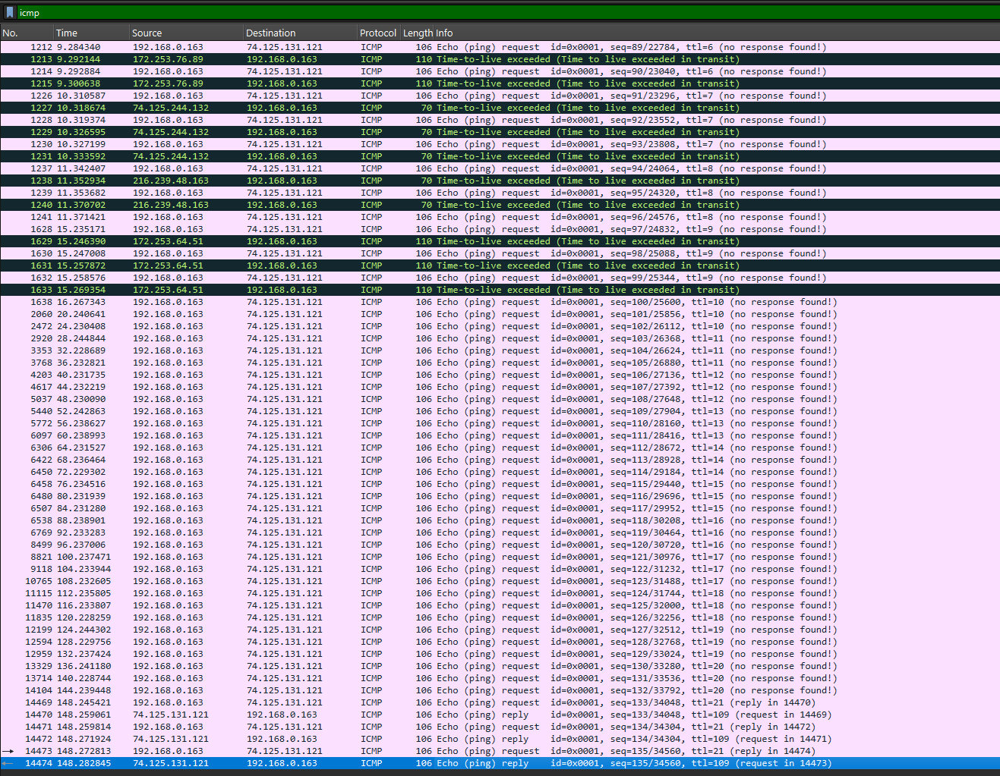 icmp
No. Time Source Destination Protocol Length Info
1212 9.284340 192.168.0.163 74.125.131.121 ICMP 106 Echo (ping) request id=0x0001, seq=89/22784, ttl=6 (no response found!)
1213 9.292144 172.253.76.89 192.168.0.163 ICMP 110 Time-to-live exceeded (Time to live exceeded in transit)
1214 9.292884 192.168.0.163 74.125.131.121 ICMP 106 Echo (ping) request id=0x0001, seq=90/23040, ttl=6 (no response found!)
1215 9.300638 172.253.76.89 192.168.0.163 ICMP 110 Time-to-live exceeded (Time to live exceeded in transit)
1226 10.310587 192.168.0.163 74.125.131.121 ICMP 106 Echo (ping) request id=0x0001, seq=91/23296, ttl=7 (no response found!)
1227 10.318674 74.125.244.132 192.168.0.163 ICMP 70 Time-to-live exceeded (Time to live exceeded in transit)
1228 10.319374 192.168.0.163 74.125.131.121 ICMP 106 Echo (ping) request id=0x0001, seq=92/23552, ttl=7 (no response found!)
1229 10.326595 74.125.244.132 192.168.0.163 ICMP 70 Time-to-live exceeded (Time to live exceeded in transit)
1230 10.327199 192.168.0.163 74.125.131.121 ICMP 106 Echo (ping) request id=0x0001, seq=93/23808, ttl=7 (no response found!)
1231 10.333592 74.125.244.132 192.168.0.163 ICMP 70 Time-to-live exceeded (Time to live exceeded in transit)
1237 11.342407 192.168.0.163 74.125.131.121 ICMP 106 Echo (ping) request id=0x0001, seq=94/24064, ttl=8 (no response found!)
1238 11.352934 216.239.48.163 192.168.0.163 ICMP 70 Time-to-live exceeded (Time to live exceeded in transit)
1239 11.353682 192.168.0.163 74.125.131.121 ICMP 106 Echo (ping) request id=0x0001, seq=95/24320, ttl=8 (no response found!)
1240 11.370702 216.239.48.163 192.168.0.163 ICMP 70 Time-to-live exceeded (Time to live exceeded in transit)
1241 11.371421 192.168.0.163 74.125.131.121 ICMP 106 Echo (ping) request id=0x0001, seq=96/24576, ttl=8 (no response found!)
1628 15.235171 192.168.0.163 74.125.131.121 ICMP 106 Echo (ping) request id=0x0001, seq=97/24832, ttl=9 (no response found!)
1629 15.246390 172.253.64.51 192.168.0.163 ICMP 110 Time-to-live exceeded (Time to live exceeded in transit)
1630 15.247008 192.168.0.163 74.125.131.121 ICMP 106 Echo (ping) request id=0x0001, seq=98/25088, ttl=9 (no response found!)
1631 15.257872 172.253.64.51 192.168.0.163 ICMP 110 Time-to-live exceeded (Time to live exceeded in transit)
1632 15.258576 192.168.0.163 74.125.131.121 ICMP 106 Echo (ping) request id=0x0001, seq=99/25344, ttl=9 (no response found!)
1633 15.269354 172.253.64.51 192.168.0.163 ICMP 110 Time-to-live exceeded (Time to live exceeded in transit)
1638 16.267343 192.168.0.163 74.125.131.121 ICMP 106 Echo (ping) request id=0x0001, seq=100/25600, ttl=10 (no response found!)
2060 20.240641 192.168.0.163 74.125.131.121 ICMP 106 Echo (ping) request id=0x0001, seq=101/25856, ttl=10 (no response found!)
2472 24.230408 192.168.0.163 74.125.131.121 ICMP 106 Echo (ping) request id=0x0001, seq=102/26112, ttl=10 (no response found!)
2920 28.244844 192.168.0.163 74.125.131.121 ICMP 106 Echo (ping) request id=0x0001, seq=103/26368, ttl=11 (no response found!)
3353 32.228689 192.168.0.163 74.125.131.121 ICMP 106 Echo (ping) request id=0x0001, seq=104/26624, ttl=11 (no response found!)
3768 36.232821 192.168.0.163 74.125.131.121 ICMP 106 Echo (ping) request id=0x0001, seq=105/26880, ttl=11 (no response found!)
4203 40.231735 192.168.0.163 74.125.131.121 ICMP 106 Echo (ping) request id=0x0001, seq=106/27136, ttl=12 (no response found!)
4617 44.232219 192.168.0.163 74.125.131.121 ICMP 106 Echo (ping) request id=0x0001, seq=107/27392, ttl=12 (no response found!)
5037 48.230090 192.168.0.163 74.125.131.121 ICMP 106 Echo (ping) request id=0x0001, seq=108/27648, ttl=12 (no response found!)
5440 52.242863 192.168.0.163 74.125.131.121 ICMP 106 Echo (ping) request id=0x0001, seq=109/27904, ttl=13 (no response found!)
5772 56.238627 192.168.0.163 74.125.131.121 ICMP 106 Echo (ping) request id=0x0001, seq=110/28160, ttl=13 (no response found!)
6097 60.238993 192.168.0.163 74.125.131.121 ICMP 106 Echo (ping) request id=0x0001, seq=111/28416, ttl=13 (no response found!)
6306 64.231527 192.168.0.163 74.125.131.121 ICMP 106 Echo (ping) request id=0x0001, seq=112/28672, ttl=14 (no response found!)
6422 68.236464 192.168.0.163 74.125.131.121 ICMP 106 Echo (ping) request id=0x0001, seq=113/28928, ttl=14 (no response found!)
6450 72.229302 192.168.0.163 74.125.131.121 ICMP 106 Echo (ping) request id=0x0001, seq=114/29184, ttl=14 (no response found!)
6458 76.234516 192.168.0.163 74.125.131.121 ICMP 106 Echo (ping) request id=0x0001, seq=115/29440, ttl=15 (no response found!)
6480 80.231939 192.168.0.163 74.125.131.121 ICMP 106 Echo (ping) request id=0x0001, seq=116/29696, ttl=15 (no response found!)
6507 84.231280 192.168.0.163 74.125.131.121 ICMP 106 Echo (ping) request id=0x0001, seq=117/29952, ttl=15 (no response found!)
6538 88.238901 192.168.0.163 74.125.131.121 ICMP 106 Echo (ping) request id=0x0001, seq=118/30208, ttl=16 (no response found!)
6769 92.233283 192.168.0.163 74.125.131.121 ICMP 106 Echo (ping) request id=0x0001, seq=119/30464, ttl=16 (no response found!)
8499 96.237006 192.168.0.163 74.125.131.121 ICMP 106 Echo (ping) request id=0x0001, seq=120/30720, ttl=16 (no response found!)
8821 100.237471 192.168.0.163 74.125.131.121 ICMP 106 Echo (ping) request id=0x0001, seq=121/30976, ttl=17 (no response found!)
9118 104.233944 192.168.0.163 74.125.131.121 ICMP 106 Echo (ping) request id=0x0001, seq=122/31232, ttl=17 (no response found!)
10765 108.232605 192.168.0.163 74.125.131.121 ICMP 106 Echo (ping) request id=0x0001, seq=123/31488, ttl=17 (no response found!)
11115 112.235805 192.168.0.163 74.125.131.121 ICMP 106 Echo (ping) request id=0x0001, seq=124/31744, ttl=18 (no response found!)
11470 116.233807 192.168.0.163 74.125.131.121 ICMP 106 Echo (ping) request id=0x0001, seq=125/32000, ttl=18 (no response found!)
11835 120.228259 192.168.0.163 74.125.131.121 ICMP 106 Echo (ping) request id=0x0001, seq=126/32256, ttl=18 (no response found!)
12199 124.244302 192.168.0.163 74.125.131.121 ICMP 106 Echo (ping) request id=0x0001, seq=127/32512, ttl=19 (no response found!)
12594 128.229756 192.168.0.163 74.125.131.121 ICMP 106 Echo (ping) request id=0x0001, seq=128/32768, ttl=19 (no response found!)
12959 132.237424 192.168.0.163 74.125.131.121 ICMP 106 Echo (ping) request id=0x0001, seq=129/33024, ttl=19 (no response found!)
13329 136.241180 192.168.0.163 74.125.131.121 ICMP 106 Echo (ping) request id=0x0001, seq=130/33280, ttl=20 (no response found!)
13714 140.228744 192.168.0.163 74.125.131.121 ICMP 106 Echo (ping) request id=0x0001, seq=131/33536, ttl=20 (no response found!)
14104 144.239448 192.168.0.163 74.125.131.121 ICMP 106 Echo (ping) request id=0x0001, seq=132/33792, ttl=20 (no response found!)
14469 148.245421 192.168.0.163 74.125.131.121 ICMP 106 Echo (ping) request id=0x0001, seq=133/34048, ttl=21 (reply in 14470)
14470 148.259061 74.125.131.121 192.168.0.163 ICMP 106 Echo (ping) reply id=0x0001, seq=133/34048, ttl=109 (request in 14469)
14471 148.259814 192.168.0.163 74.125.131.121 ICMP 106 Echo (ping) request id=0x0001, seq=134/34304, ttl=21 (reply in 14472)
14472 148.271924 74.125.131.121 192.168.0.163 ICMP 106 Echo (ping) reply id=0x0001, seq=134/34304, ttl=109 (request in 14471)
14473 148.272813 192.168.0.163 74.125.131.121 ICMP 106 Echo (ping) request id=0x0001, seq=135/34560, ttl=21 (reply in 14474)
14474 148.282845 74.125.131.121 192.168.0.163 ICMP 106 Echo (ping) reply id=0x0001, seq=135/34560, ttl=109 (request in 14473)